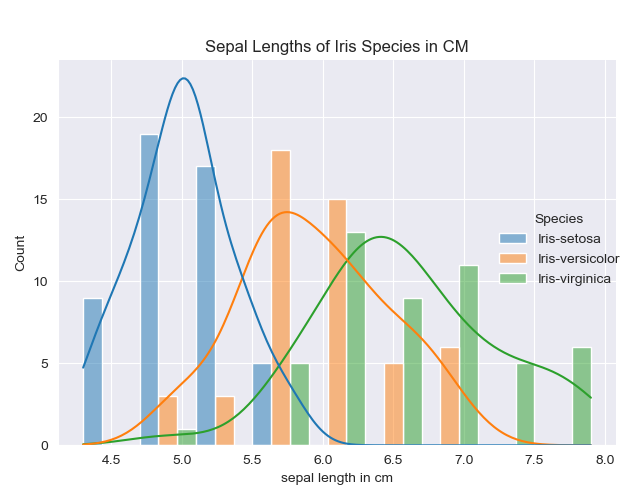 Sepal Lengths of Iris Species in CM
Count
20
15
10
5
0
Species
Iris-setosa
Iris-versicolor
Iris-virginica
4.5 5.0 5.5 6.0 6.5 7.0 7.5 8.0
sepal length in cm